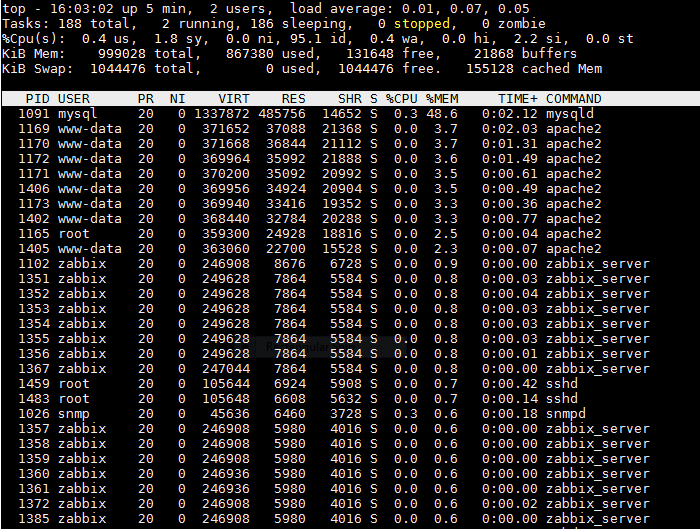 top - 16:03:02 up 5 min,  2 users,  load average: 0.01, 0.07, 0.05
Tasks: 188 total,   2 running, 186 sleeping,   0 stopped,   0 zombie
%Cpu(s):  0.4 us,  1.8 sy,  0.0 ni, 95.1 id,  0.4 wa,  0.0 hi,  2.2 si,  0.0 st
KiB Mem:    999028 total,   867380 used,   131648 free,    21868 buffers
KiB Swap:  1044476 total,        0 used,  1044476 free.   155128 cached Mem
PID USER      PR  NI    VIRT    RES    SHR S %CPU %MEM     TIME+ COMMAND
1091 mysql     20   0 1337872 485756  14652 S  0.3 48.6   0:02.12 mysqld
1169 www-data  20   0  371652  37088  21368 S  0.0  3.7   0:02.03 apache2
1170 www-data  20   0  371668  36844  21112 S  0.0  3.7   0:01.31 apache2
1172 www-data  20   0  369964  35992  21888 S  0.0  3.6   0:01.49 apache2
1171 www-data  20   0  370200  35092  20992 S  0.0  3.5   0:00.61 apache2
1406 www-data  20   0  369956  34924  20904 S  0.0  3.5   0:00.49 apache2
1173 www-data  20   0  369940  33416  19352 S  0.0  3.3   0:00.36 apache2
1402 www-data  20   0  368440  32784  20288 S  0.0  3.3   0:00.77 apache2
1165 root      20   0  359300  24928  18816 S  0.0  2.5   0:00.04 apache2
1405 www-data  20   0  363060  22700  15528 S  0.0  2.3   0:00.07 apache2
1102 zabbix    20   0  246908   8676   6728 S  0.0  0.9   0:00.00 zabbix_server
1351 zabbix    20   0  249628   7864   5584 S  0.0  0.8   0:00.03 zabbix_server
1352 zabbix    20   0  249628   7864   5584 S  0.0  0.8   0:00.04 zabbix_server
1353 zabbix    20   0  249628   7864   5584 S  0.0  0.8   0:00.03 zabbix_server
1354 zabbix    20   0  249628   7864   5584 S  0.0  0.8   0:00.03 zabbix_server
1355 zabbix    20   0  249628   7864   5584 S  0.0  0.8   0:00.03 zabbix_server
1356 zabbix    20   0  249628   7864   5584 S  0.0  0.8   0:00.01 zabbix_server
1367 zabbix    20   0  247044   7864   5584 S  0.0  0.8   0:00.00 zabbix_server
1459 root      20   0  105644   6924   5908 S  0.0  0.7   0:00.42 sshd
1483 root      20   0  105648   6608   5632 S  0.0  0.7   0:00.14 sshd
1026 snmp      20   0   45636   6460   3728 S  0.3  0.6   0:00.18 snmpd
1357 zabbix    20   0  246908   5980   4016 S  0.0  0.6   0:00.00 zabbix_server
1358 zabbix    20   0  246908   5980   4016 S  0.0  0.6   0:00.00 zabbix_server
1359 zabbix    20   0  246908   5980   4016 S  0.0  0.6   0:00.00 zabbix_server
1360 zabbix    20   0  246936   5980   4016 S  0.0  0.6   0:00.00 zabbix_server
1361 zabbix    20   0  246936   5980   4016 S  0.0  0.6   0:00.00 zabbix_server
1372 zabbix    20   0  246908   5980   4016 S  0.0  0.6   0:00.02 zabbix_server
1385 zabbix    20   0  246908   5980   4016 S  0.0  0.6   0:00.00 zabbix_server